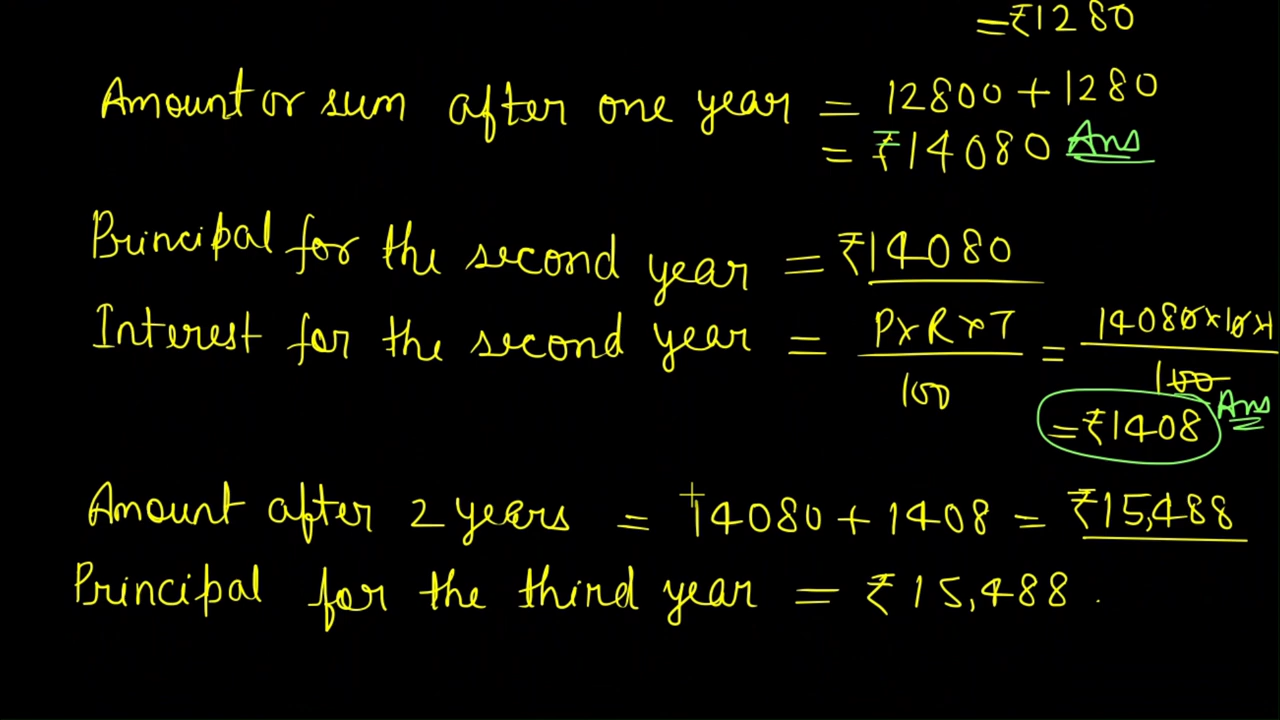 =₹1280
Amount or sum after one year = 12800+1280
= ₹14080 Ans
Principal for the second year = ₹14080
Interest for the second year = P×R×T/100 = 14080×10×1/100
=₹1408 Ans
Amount after 2 years = 14080+1408 = ₹15,488
Principal for the third year = ₹15,488.